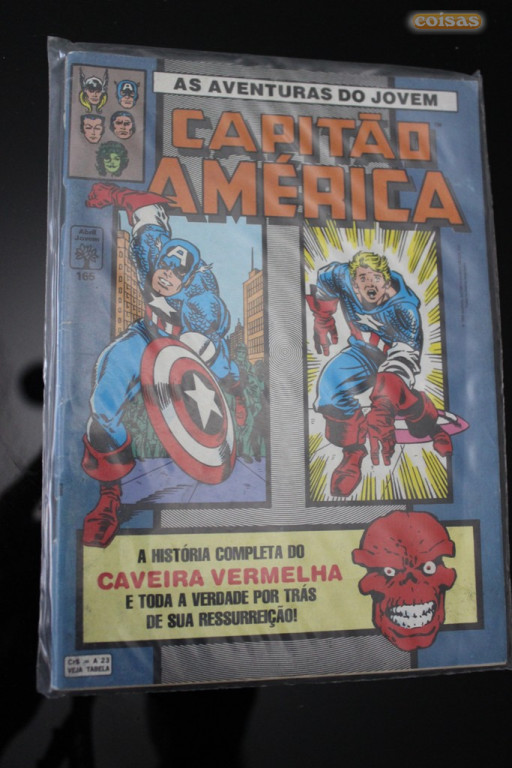 coisas
AS AVENTURAS DO JOVEM
CAPITÃO
AMÉRICA
Abril
Jovem
165
A
A HISTÓRIA COMPLETA DO
CAVEIRA VERMELHA
E TODA A VERDADE POR TRÁS
DE SUA RESSURREIÇÃO!
A 23
VEJA TABELA